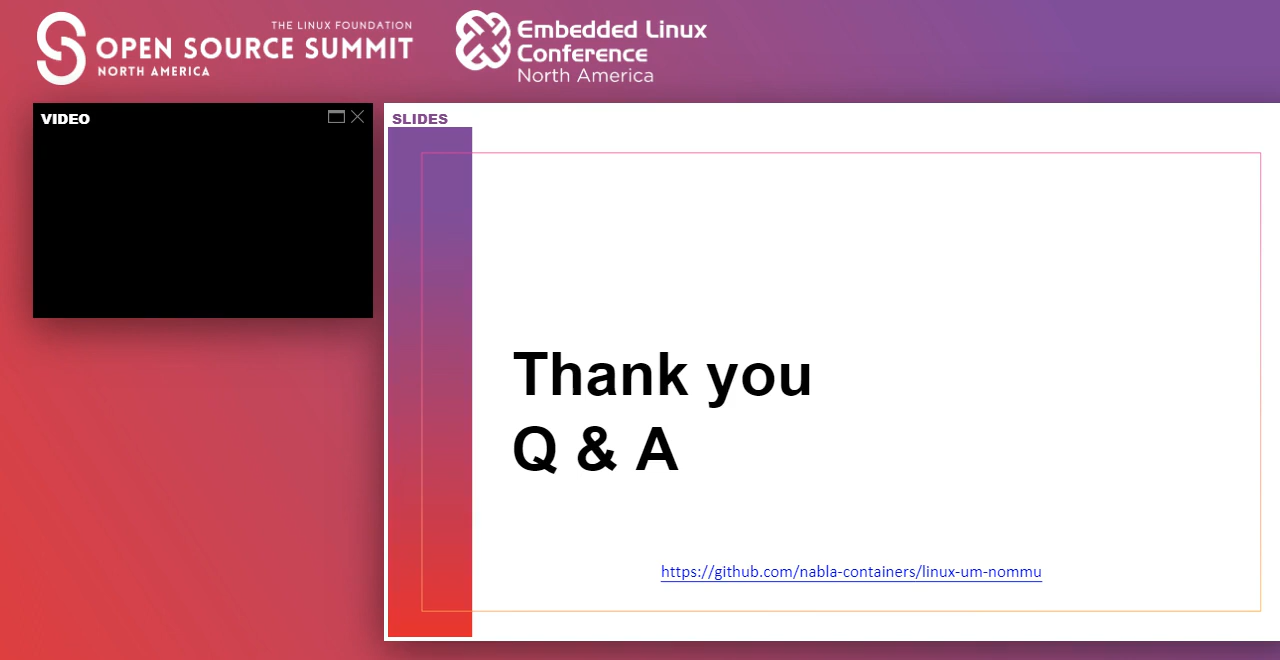 THE LINUX FOUNDATION
OPEN SOURCE SUMMIT
NORTH AMERICA
Embedded Linux
Conference
North America
VIDEO
SLIDES
Thank you
Q & A
https://github.com/nabla-containers/linux-um-nommu